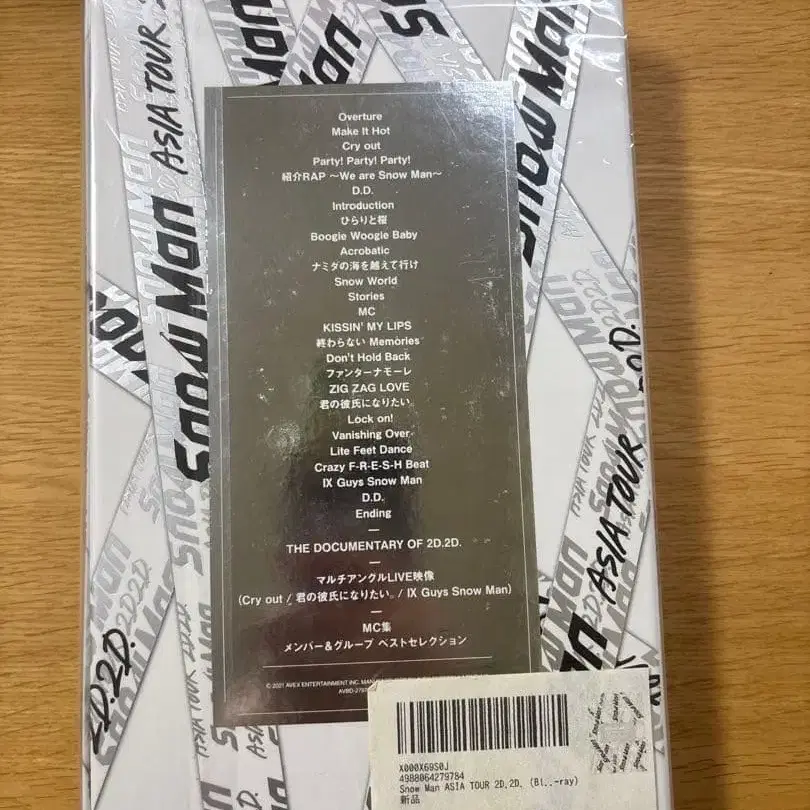 Snow Man ASIA TOUR 2D.2D.
Overture
Make It Hot
Cry out
Party! Party! Party!
紹介RAP ～We are Snow Man～
D.D.
Introduction
ひらりと桜
Boogie Woogie Baby
Acrobatic
ナミダの海を越えて行け
Snow World
Stories
MC
KISSIN' MY LIPS
終わらない Memories
Don't Hold Back
ファンターナモーレ
ZIG ZAG LOVE
君の彼氏になりたい。
Lock on!
Vanishing Over
Lite Feet Dance
Crazy F-R-E-S-H Beat
IX Guys Snow Man
D.D.
Ending
—
THE DOCUMENTARY OF 2D.2D.
—
マルチアングルLIVE映像
(Cry out / 君の彼氏になりたい。 / IX Guys Snow Man)
—
MC集
メンバー＆グループ ベストセレクション
© 2021 AVEX ENTERTAINMENT INC.
X000X69S0J
4988064279784
Snow Man ASIA TOUR 2D.2D. (Bl..-ray)
新品